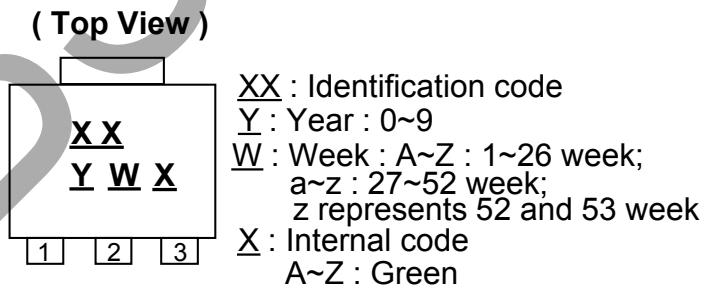 ( Top View )
X X
Y W X
1 2 3
XX : Identification code
Y : Year : 0~9
W : Week : A~Z : 1~26 week;
a~z : 27~52 week;
z represents 52 and 53 week
X : Internal code
A~Z : Green